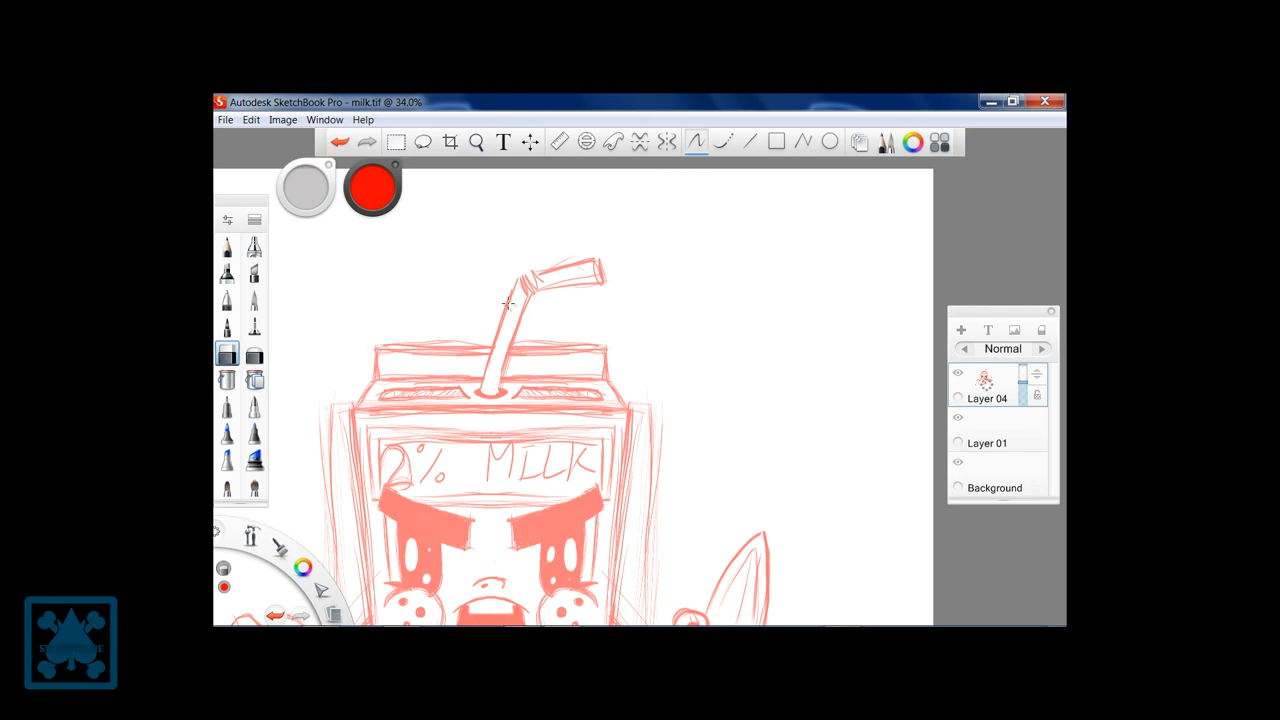 Autodesk SketchBook Pro - milk.tif @ 34.0%
File Edit Image Window Help
T
T
Normal
Layer 04
Layer 01
Background
2% MILK